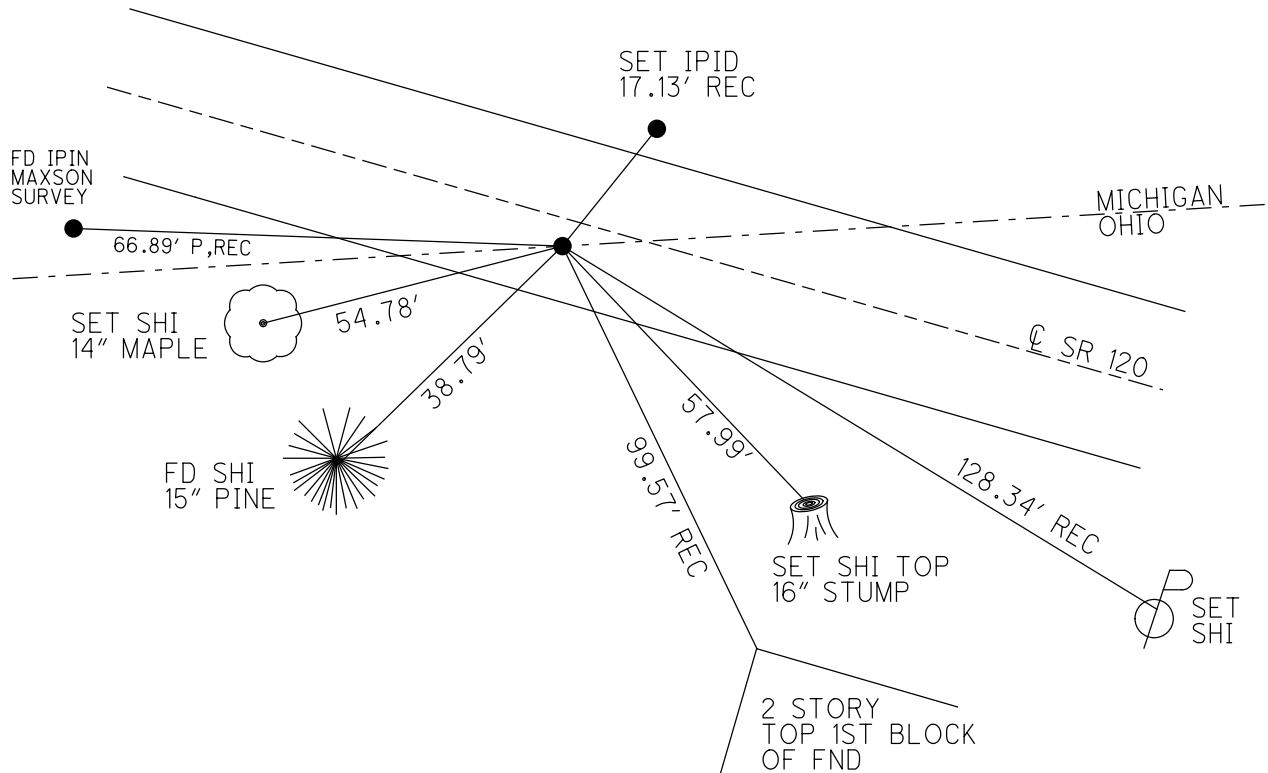 SET IPID
17.13' REC
FD IPIN
MAXSON
SURVEY
MICHIGAN
OHIO
66.89' P,REC
54.78'
SET SHI
14" MAPLE
℄ SR 120
38.79'
57.99'
99.57' REC
128.34' REC
FD SHI
15" PINE
SET SHI TOP
16" STUMP
SET
SHI
2 STORY
TOP 1ST BLOCK
OF FND